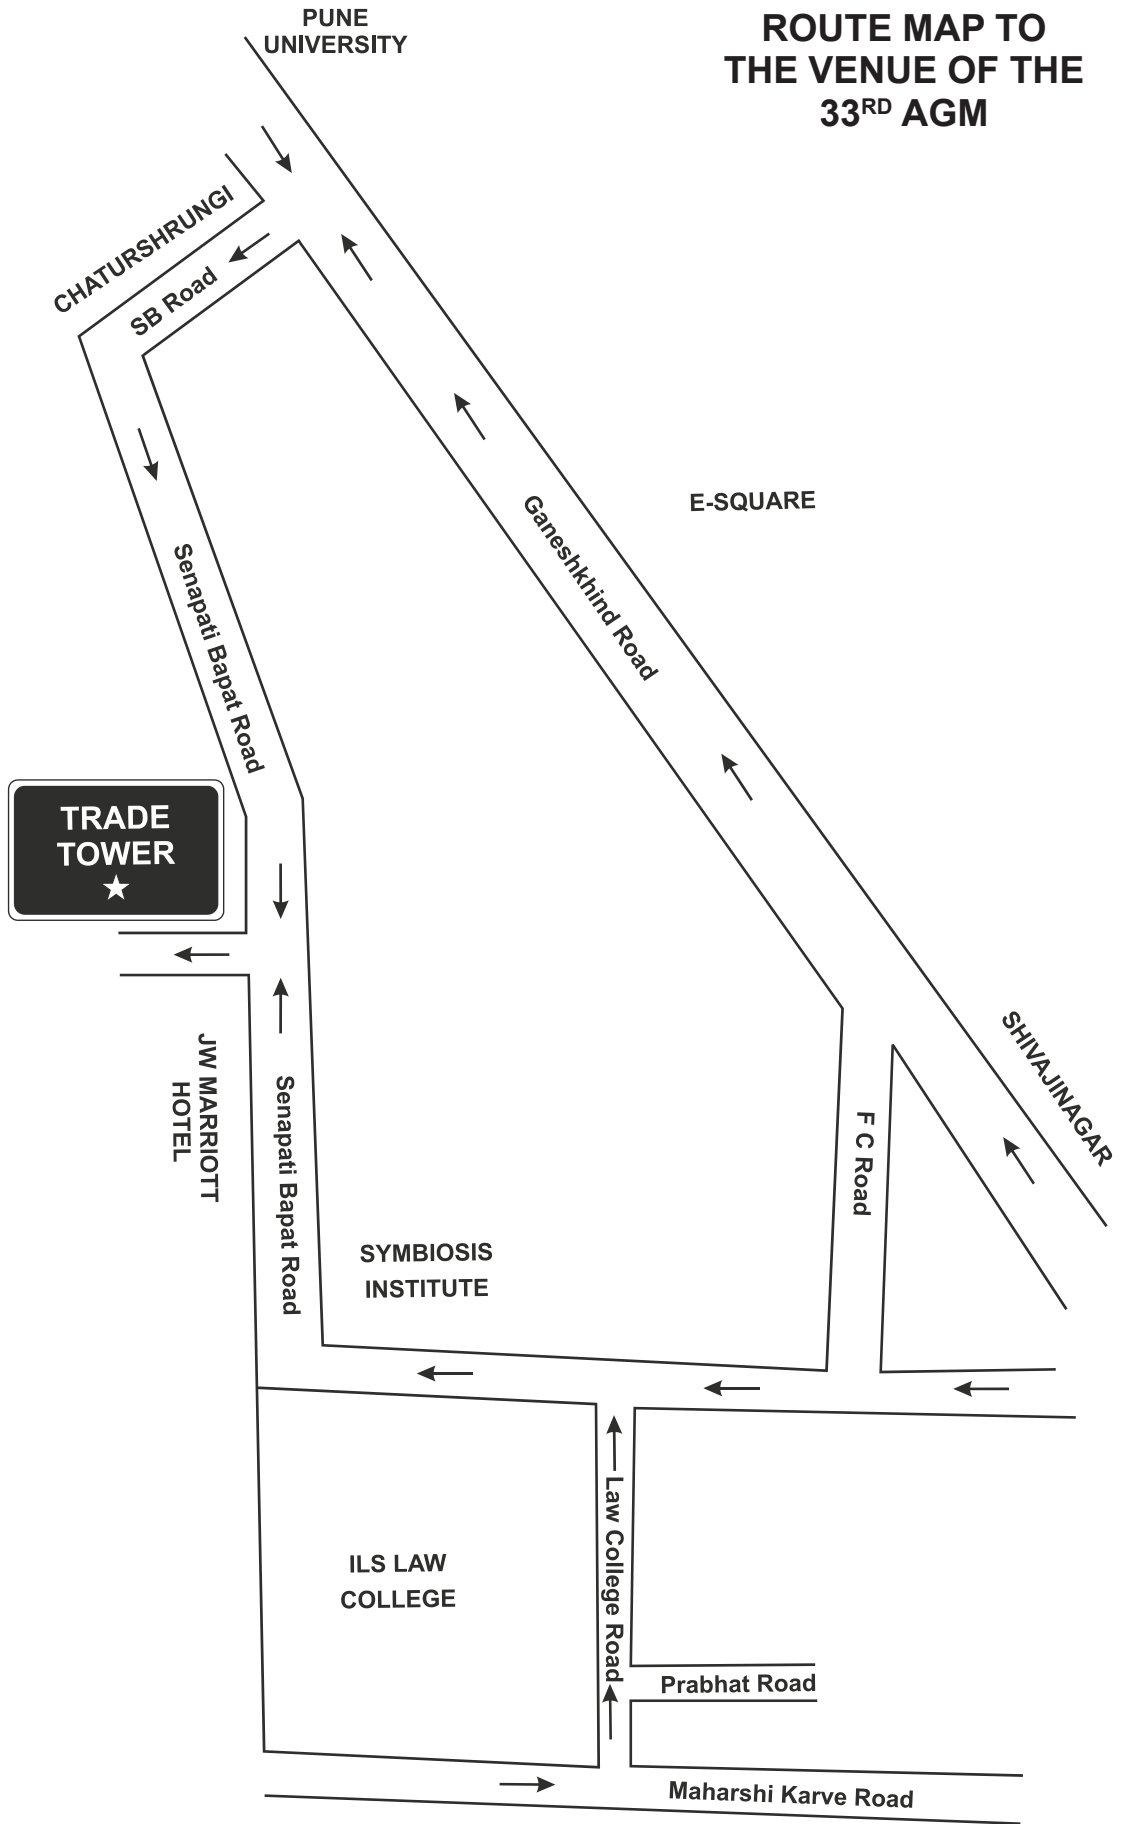 PUNE
UNIVERSITY
ROUTE MAP TO
THE VENUE OF THE
33RD AGM
CHATURSHRUNGI
SB Road
E-SQUARE
Ganeshkhind Road
Senapati Bapat Road
TRADE
TOWER
SHIVAJINAGAR
JW MARRIOTT
HOTEL
Senapati Bapat Road
F C Road
SYMBIOSIS
INSTITUTE
Law College Road
ILS LAW
COLLEGE
Prabhat Road
Maharshi Karve Road